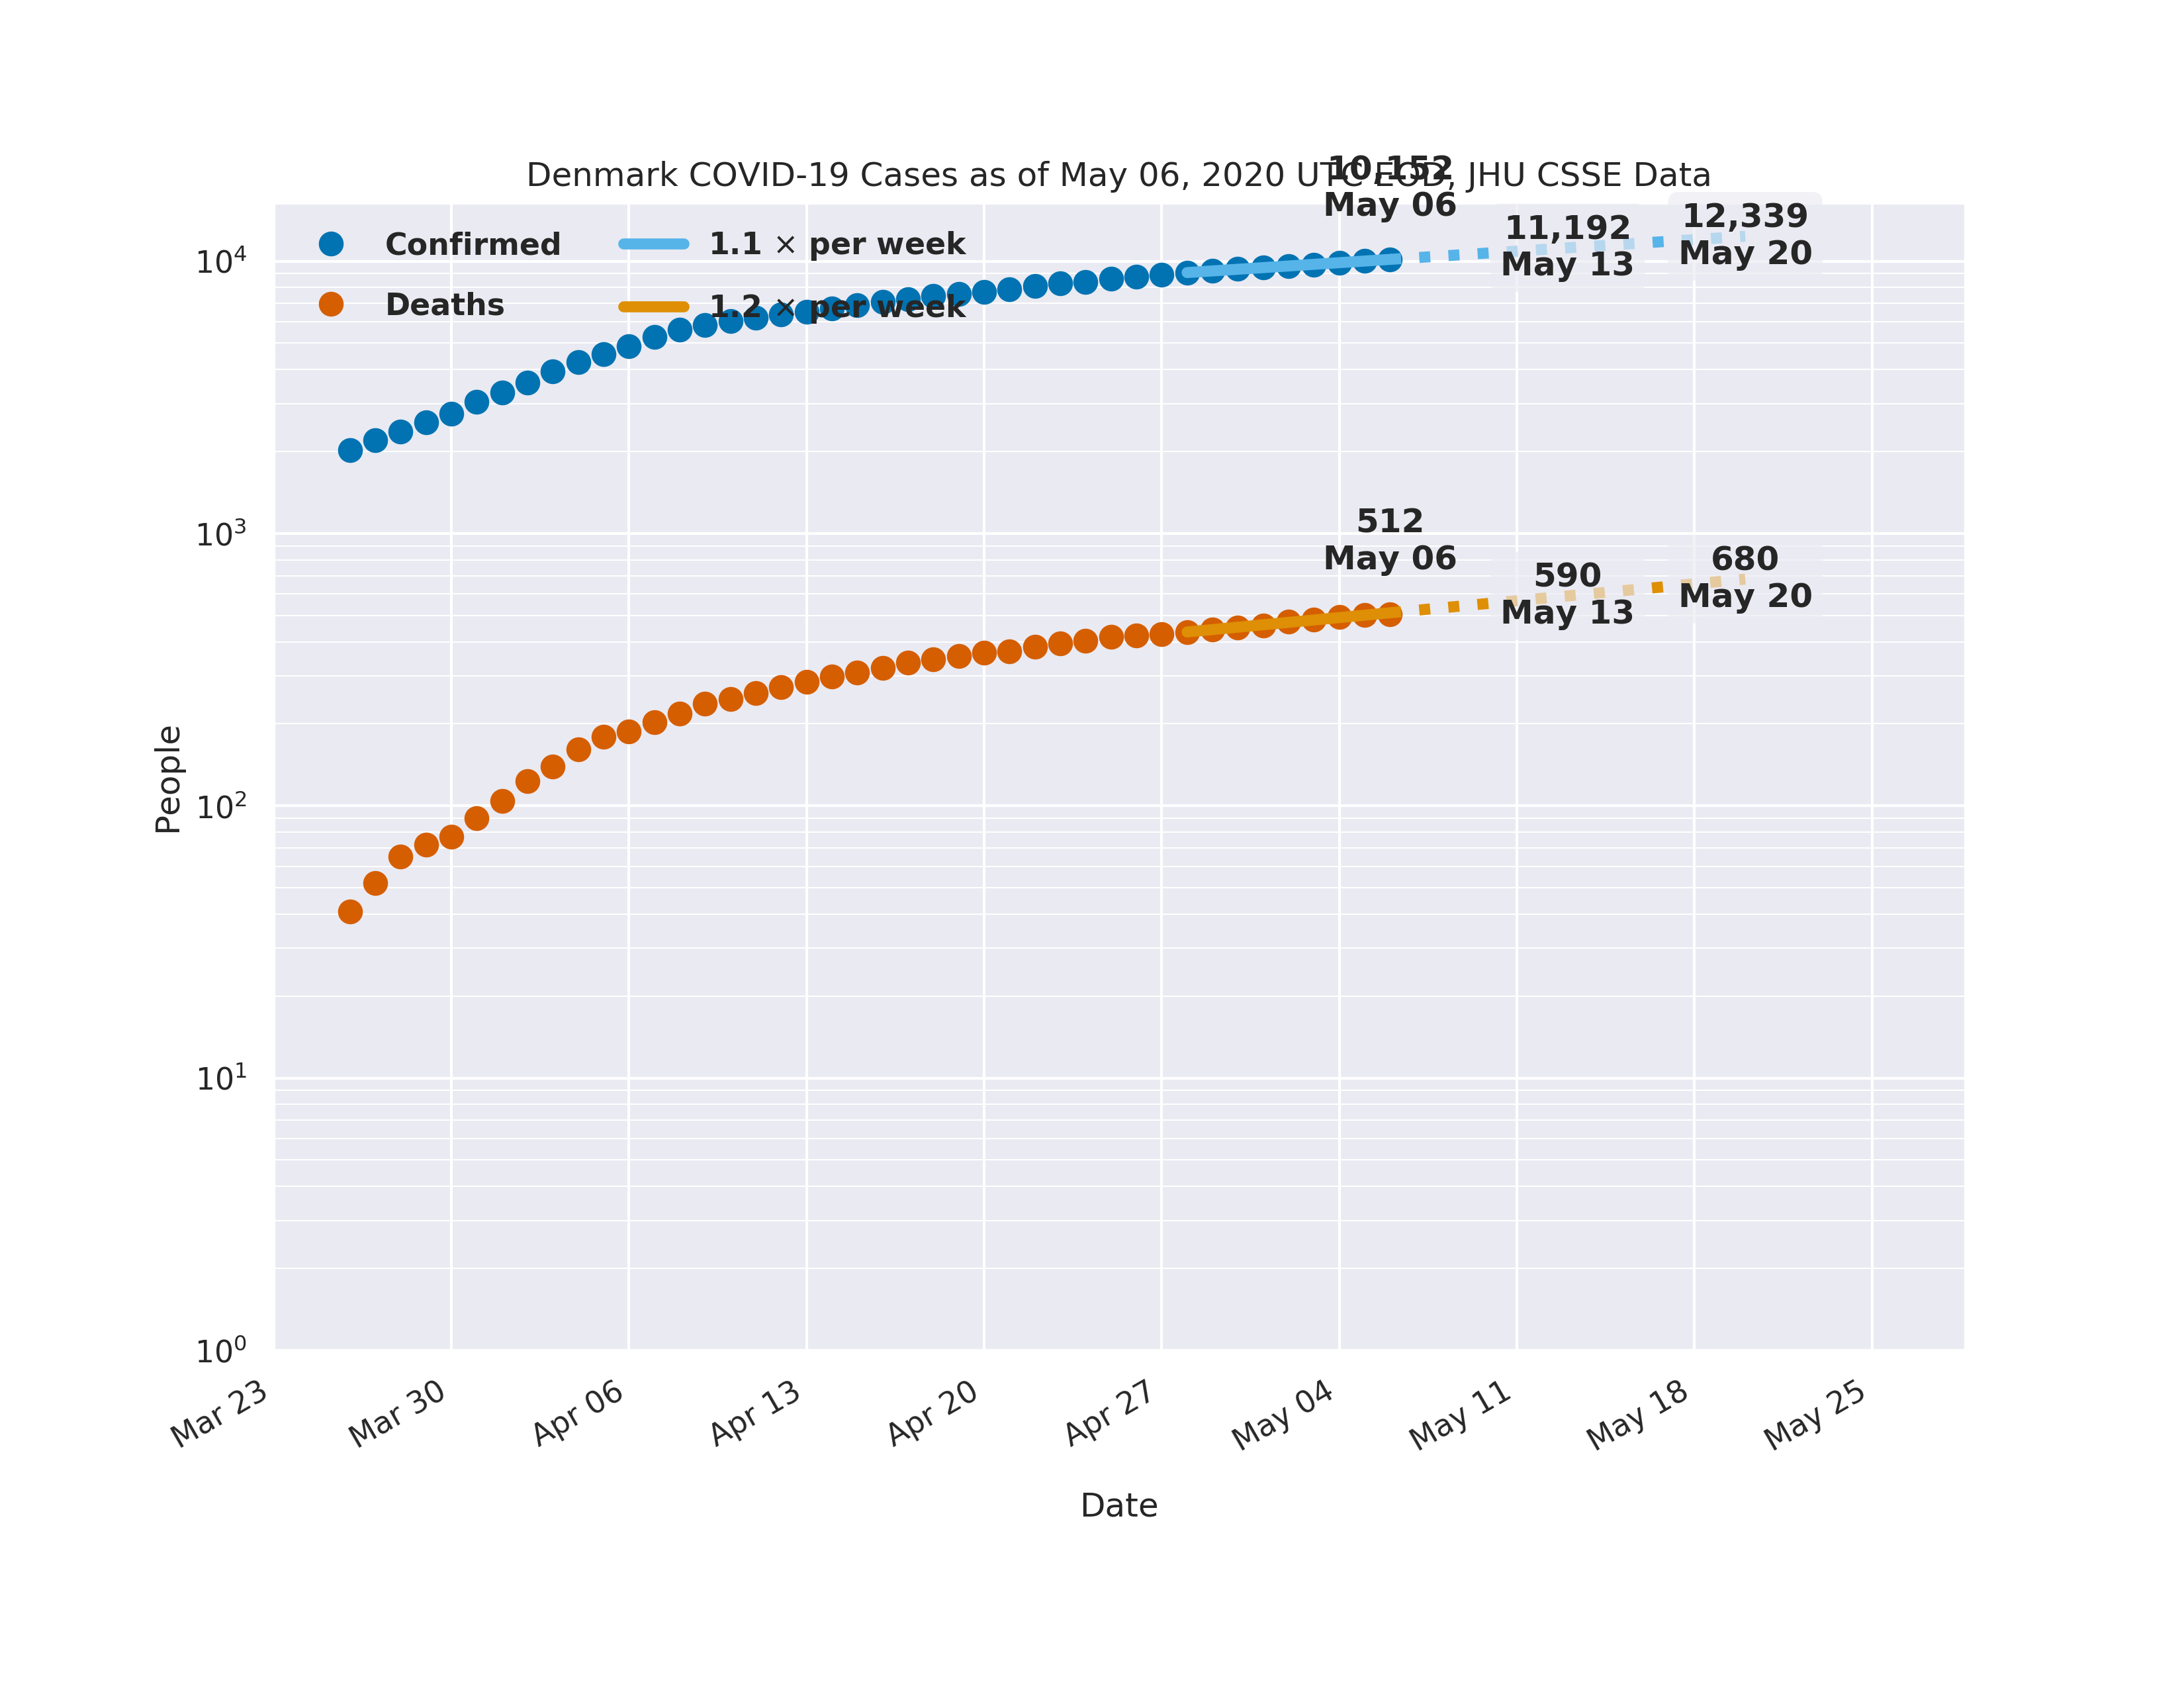 Denmark COVID-19 Cases as of May 06, 2020 UTC EOD, JHU CSSE Data
10,152
May 06
11,192
May 13
12,339
May 20
Confirmed
1.1 × per week
Deaths
1.2 × per week
512
May 06
590
May 13
680
May 20
People
10⁴
10³
10²
10¹
10⁰
Mar 23
Mar 30
Apr 06
Apr 13
Apr 20
Apr 27
May 04
May 11
May 18
May 25
Date